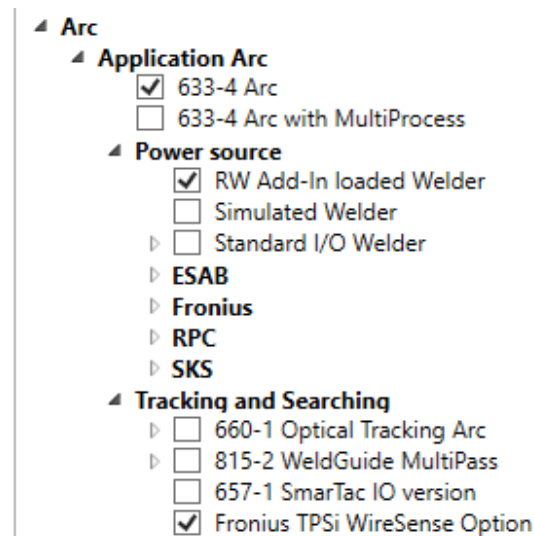 Arc
Application Arc
633-4 Arc
633-4 Arc with MultiProcess
Power source
RW Add-In loaded Welder
Simulated Welder
Standard I/O Welder
ESAB
Fronius
RPC
SKS
Tracking and Searching
660-1 Optical Tracking Arc
815-2 WeldGuide MultiPass
657-1 SmarTac IO version
Fronius TPSi WireSense Option